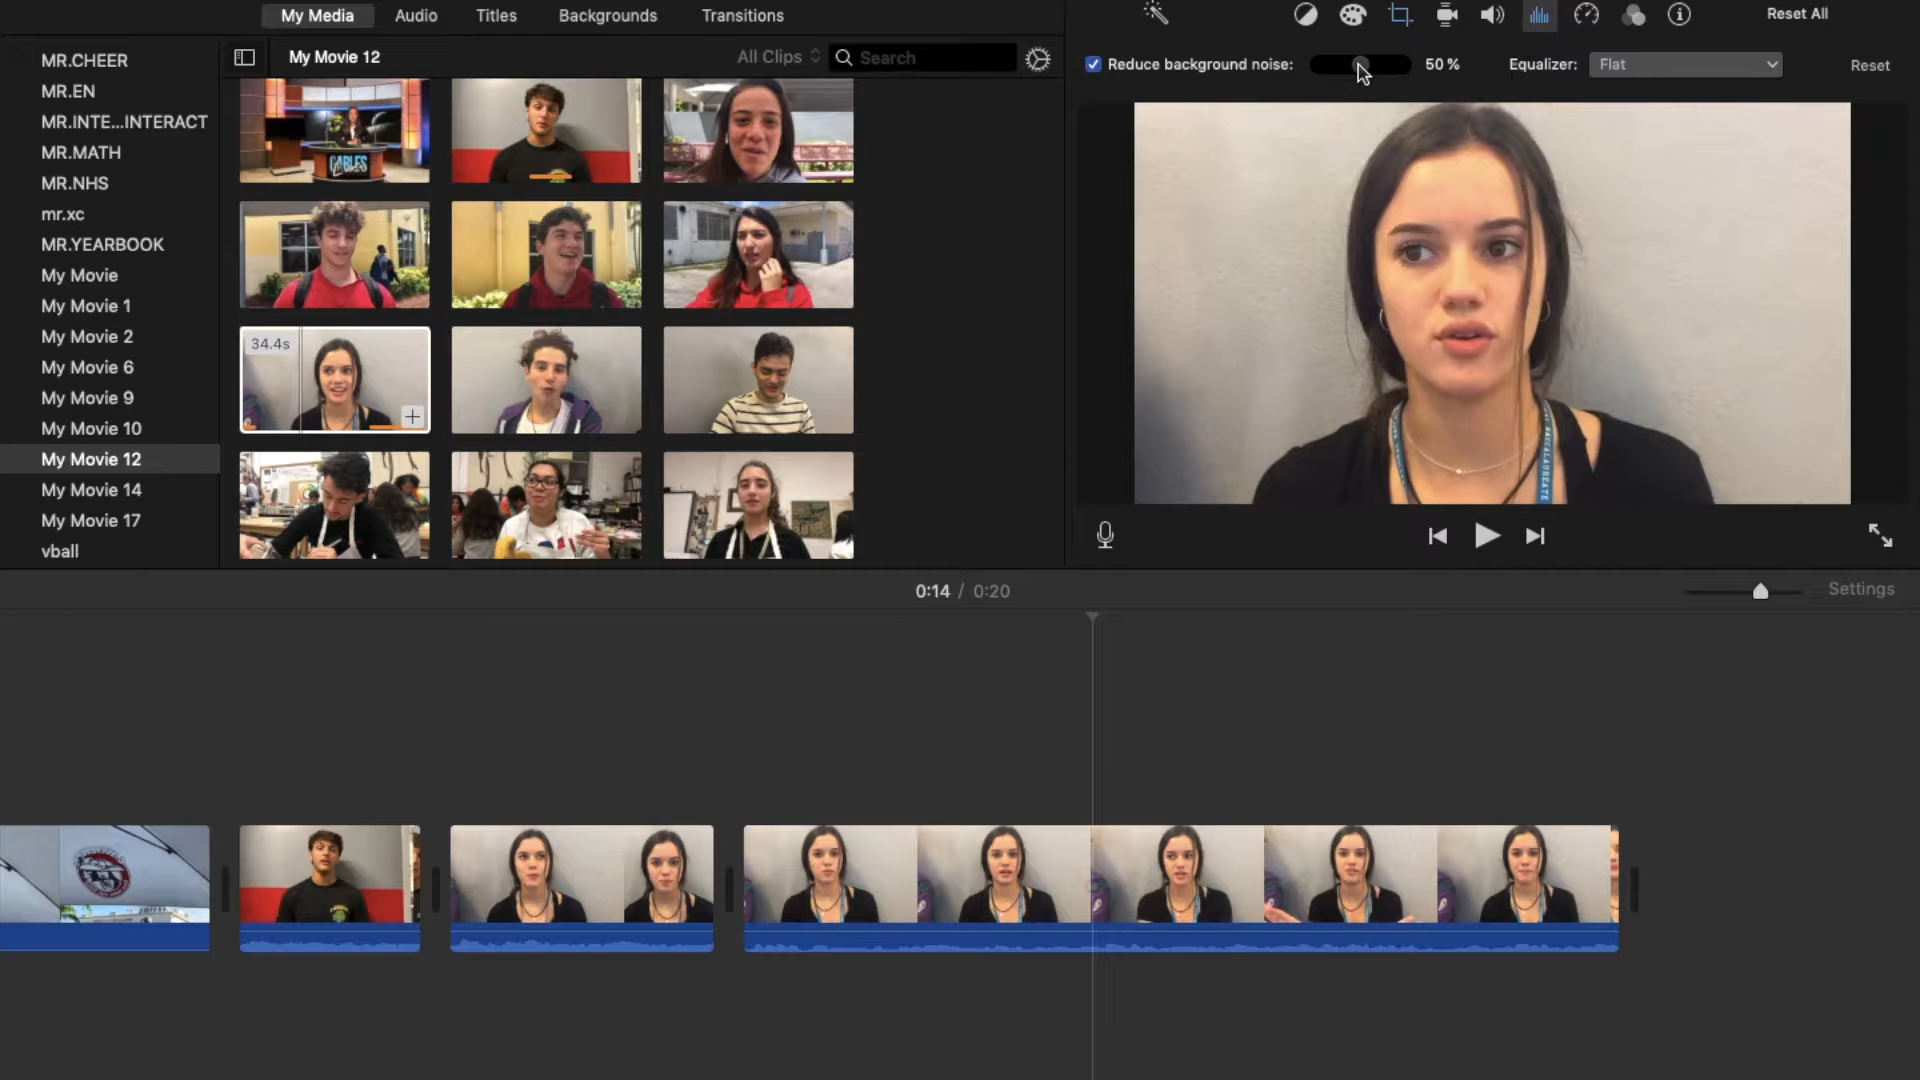 My Media Audio Titles Backgrounds Transitions
Reset All
MR.CHEER
MR.EN
MR.INTE...INTERACT
MR.MATH
MR.NHS
mr.xc
MR.YEARBOOK
My Movie
My Movie 1
My Movie 2
My Movie 6
My Movie 9
My Movie 10
My Movie 12
My Movie 14
My Movie 17
vball
My Movie 12 All Clips Search
CABLES
34.4s
Reduce background noise: 50 % Equalizer: Flat Reset
BACCALAUREATE
0:14 / 0:20
Settings